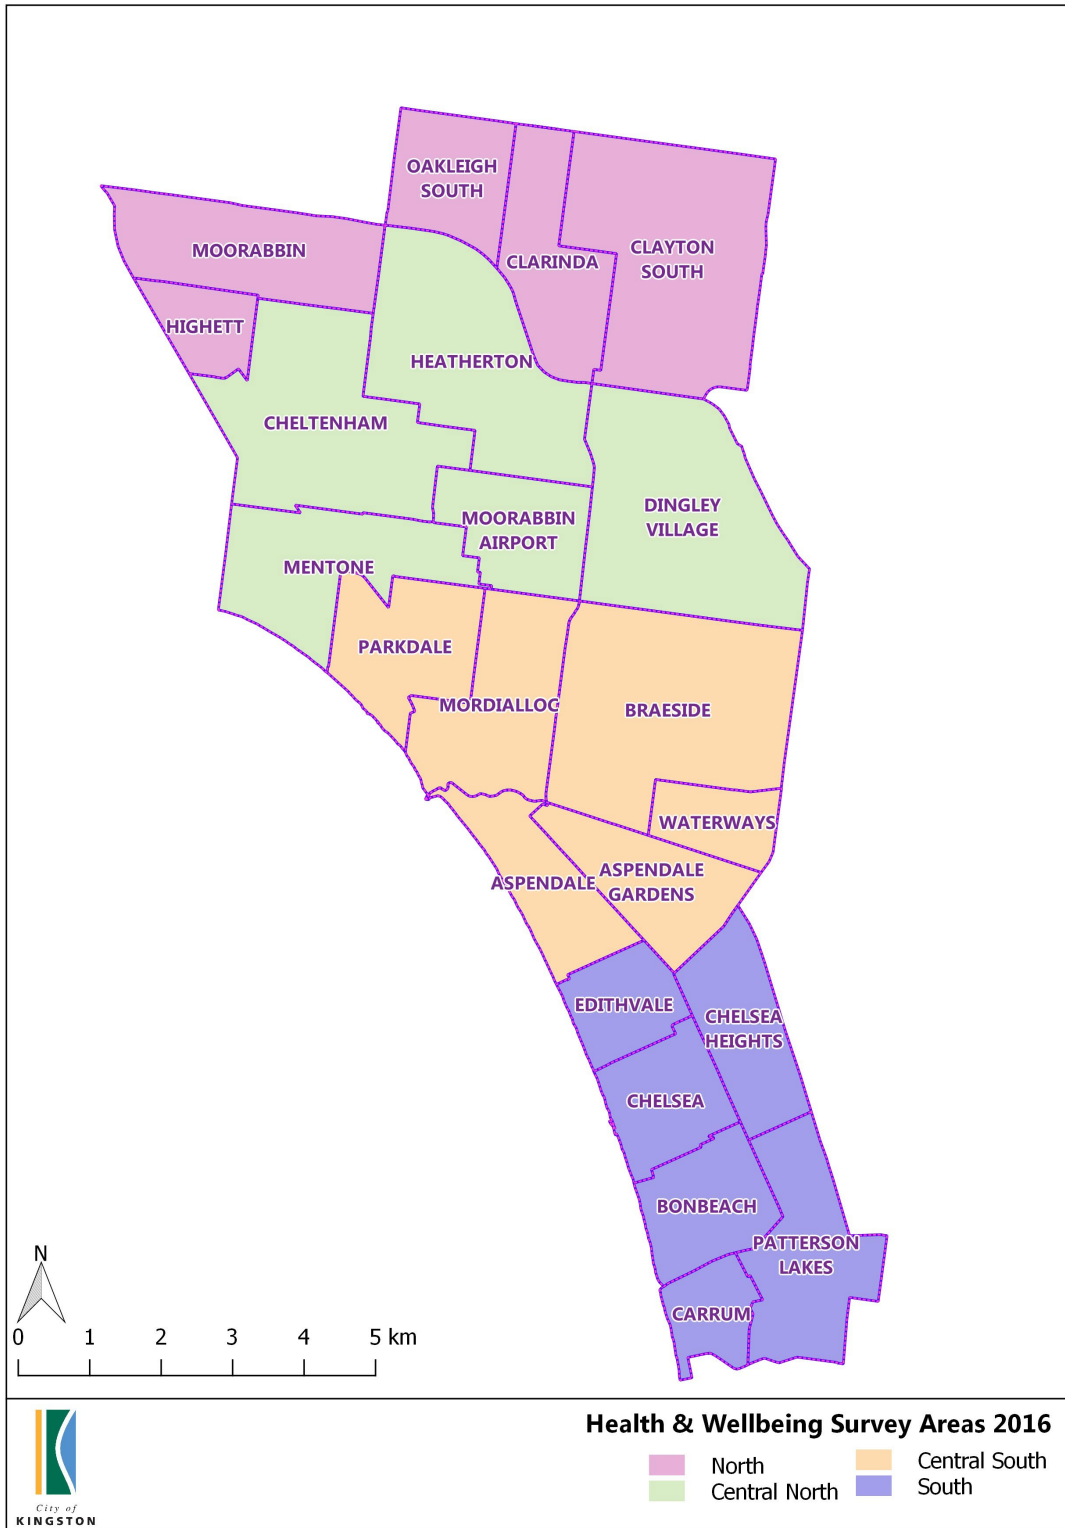 OAKLEIGH
SOUTH
MOORABBIN
CLARINDA
CLAYTON
SOUTH
HIGHETT
HEATHERTON
CHELTENHAM
DINGLEY
VILLAGE
MOORABBIN
AIRPORT
MENTONE
PARKDALE
MORDIALLOC
BRAESIDE
WATERWAYS
ASPENDALE
ASPENDALE
GARDENS
EDITHVALE
CHELSEA
HEIGHTS
CHELSEA
BONBEACH
PATTERSON
LAKES
CARRUM
N
0 1 2 3 4 5 km
Health & Wellbeing Survey Areas 2016
North
Central North
Central South
South
City of
KINGSTON